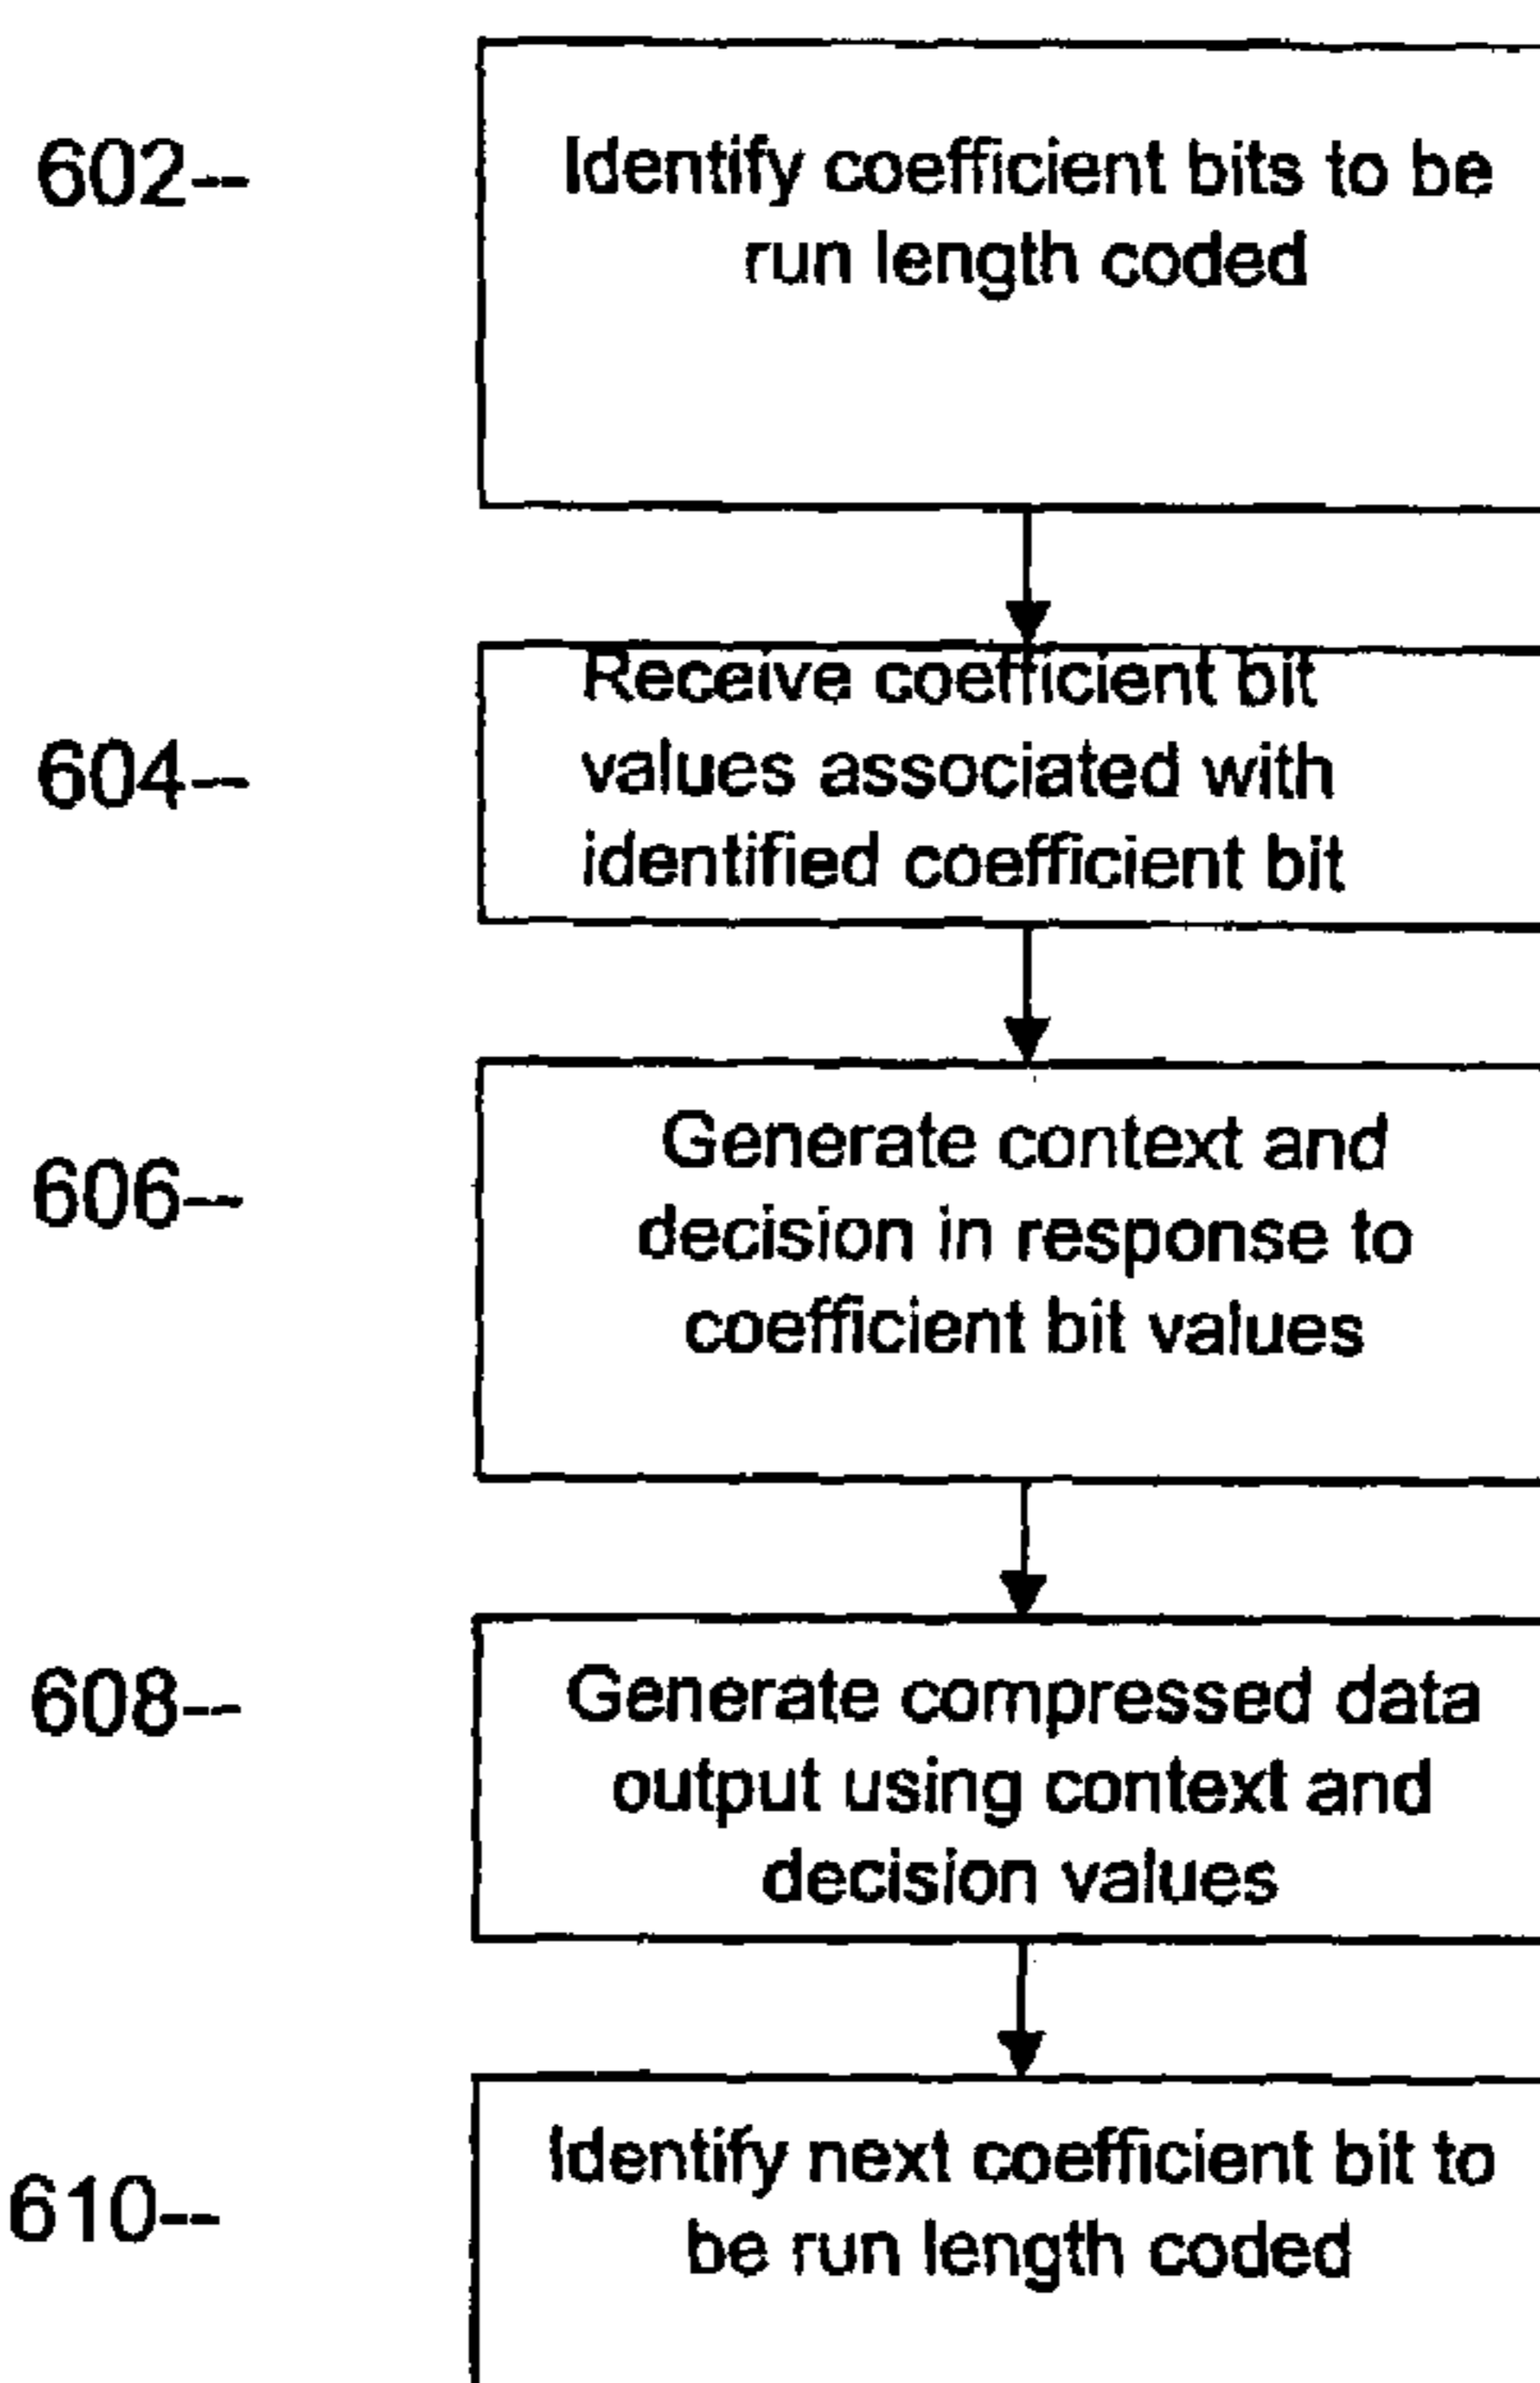 602--
Identify coefficient bits to be
run length coded
604--
Receive coefficient bit
values associated with
identified coefficient bit
606--
Generate context and
decision in response to
coefficient bit values
608--
Generate compressed data
output using context and
decision values
610--
Identify next coefficient bit to
be run length coded